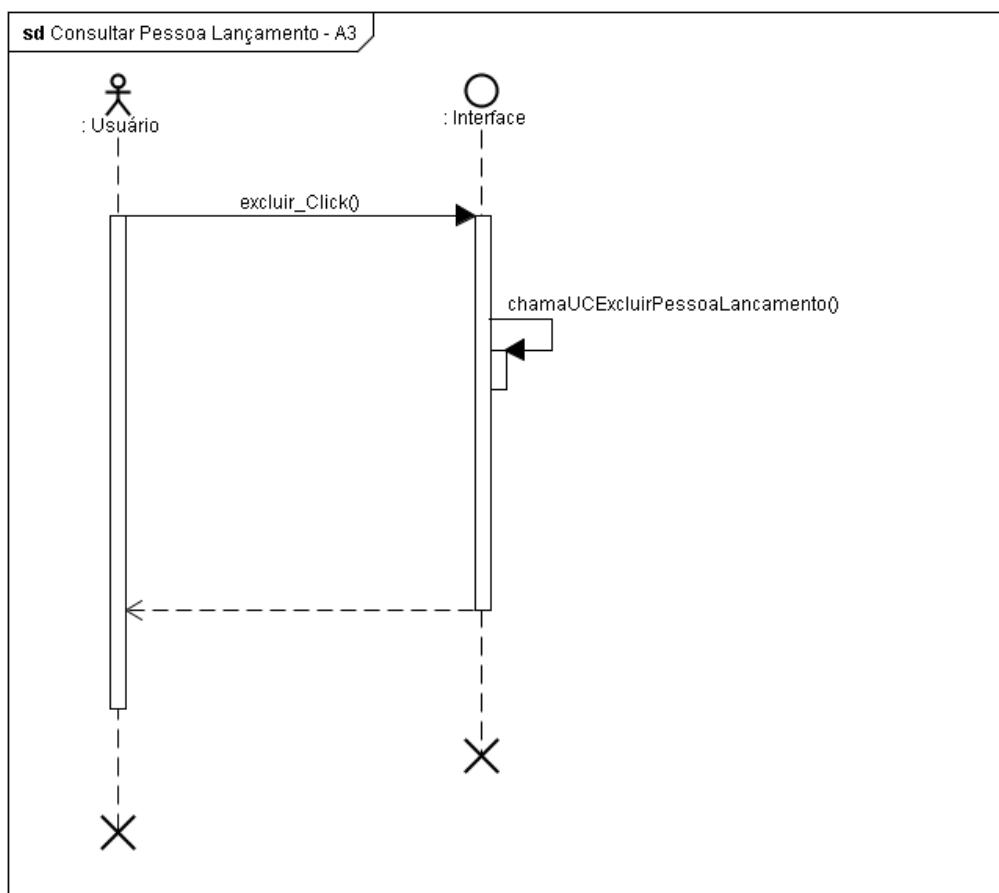 sd Consultar Pessoa Lançamento - A3
: Usuário
: Interface
excluir_Click()
chamaUCExcluirPessoaLancamento()